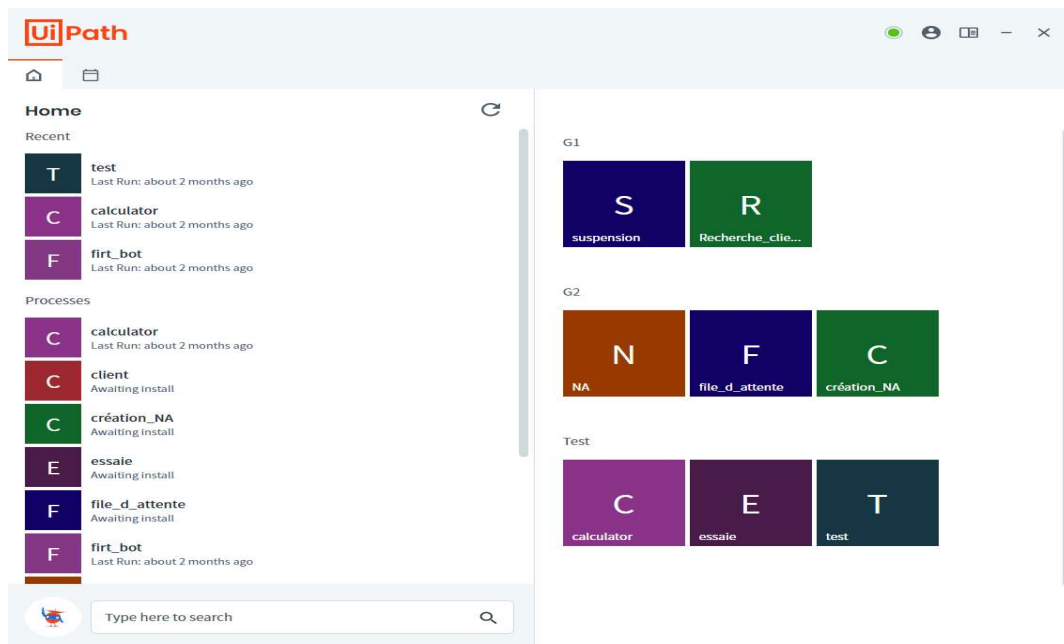 UiPath
Home
Recent
T
test
Last Run: about 2 months ago
C
calculator
Last Run: about 2 months ago
F
firt_bot
Last Run: about 2 months ago
Processes
C
calculator
Last Run: about 2 months ago
C
client
Awaiting install
C
création_NA
Awaiting install
E
essaie
Awaiting install
F
file_d_attente
Awaiting install
F
firt_bot
Last Run: about 2 months ago
Type here to search
G1
S
suspension
R
Recherche_clie...
G2
N
NA
F
file_d_attente
C
création_NA
Test
C
calculator
E
essaie
T
test